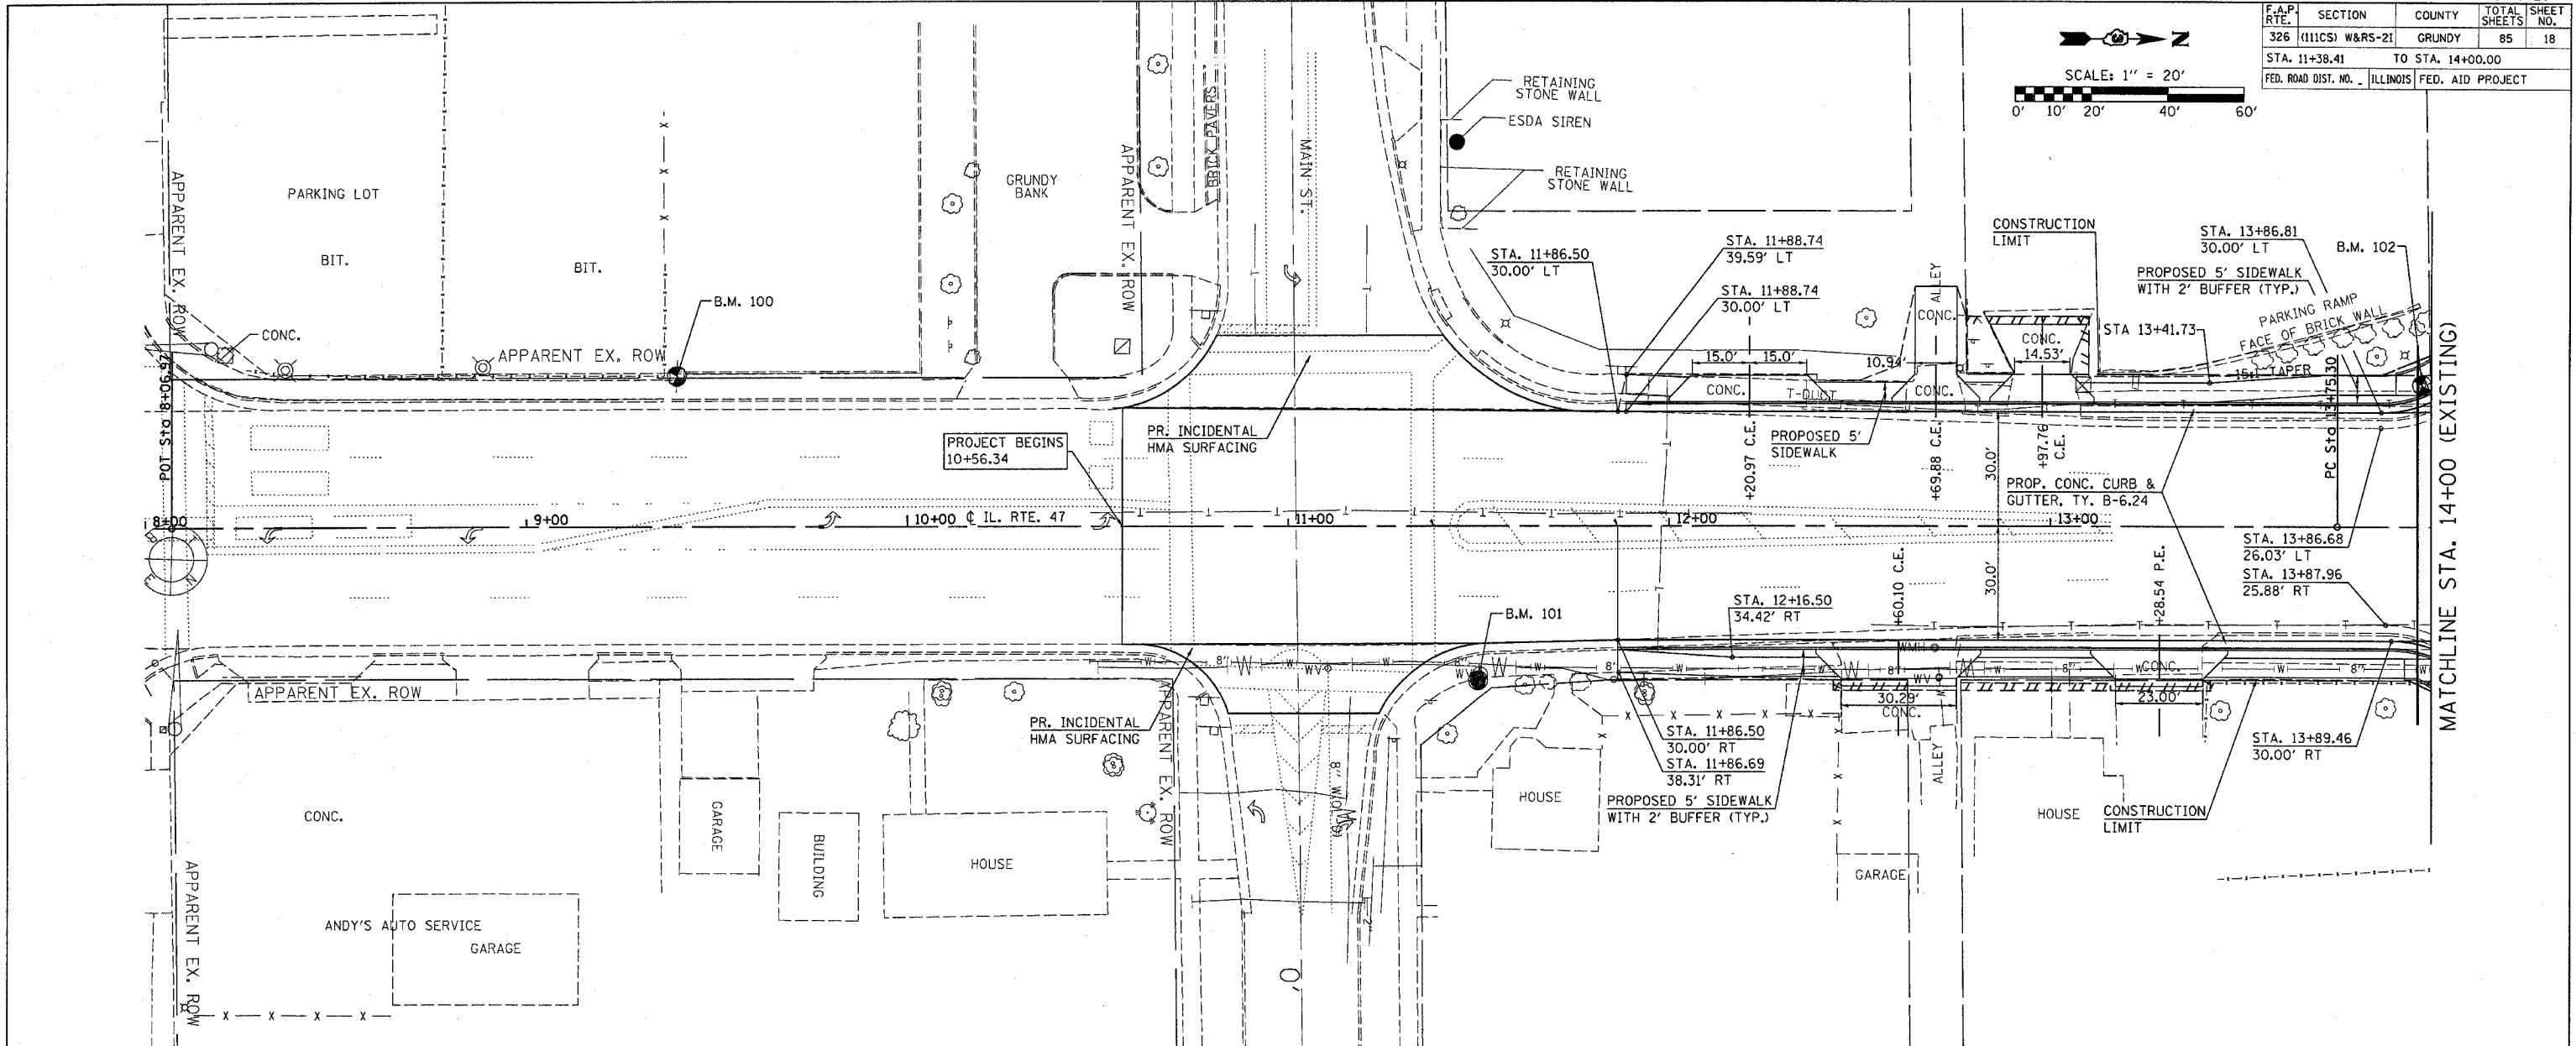 F.A.P. RTE. SECTION COUNTY TOTAL SHEETS SHEET NO.
326 (111CS) W&RS-2I GRUNDY 85 18
STA. 11+38.41 TO STA. 14+00.00
FED. ROAD DIST. NO. _ ILLINOIS FED. AID PROJECT
N
SCALE: 1" = 20'
0' 10' 20' 40' 60'
RETAINING
STONE WALL
ESDA SIREN
RETAINING
STONE WALL
BRICK PAVERS
MAIN ST.
APPARENT EX. ROW
APPARENT EX. ROW
PARKING LOT
BIT.
BIT.
GRUNDY
BANK
B.M. 100
CONC.
APPARENT EX. ROW
STA. 11+86.50
30.00' LT
STA. 11+88.74
39.59' LT
STA. 11+88.74
30.00' LT
CONSTRUCTION
LIMIT
STA. 13+86.81
30.00' LT
B.M. 102
PROPOSED 5' SIDEWALK
WITH 2' BUFFER (TYP.)
PARKING RAMP
FACE OF BRICK WALL
STA 13+41.73
15:1 TAPER
ALLEY
CONC.
CONC.
14.53'
15.0' 15.0'
10.94'
CONC.
T-DUCT
CONC.
POT Sta 8+06.92
PROJECT BEGINS
10+56.34
PR. INCIDENTAL
HMA SURFACING
PROPOSED 5'
SIDEWALK
+20.97 C.E.
+69.88 C.E.
30.0'
+97.76
C.E.
PC Sta 13+75.30
PROP. CONC. CURB &
GUTTER, TY. B-6.24
8+00
9+00
10+00 ℄ IL. RTE. 47
11+00
12+00
13+00
MATCHLINE STA. 14+00 (EXISTING)
STA. 13+86.68
26.03' LT
STA. 13+87.96
25.88' RT
+60.10 C.E.
30.0'
+28.54 P.E.
STA. 12+16.50
34.42' RT
B.M. 101
W 8" W WV W W 8" W WV W 8" W W W 8" WV W WMH W 8" W CONC. W W 8" W
APPARENT EX. ROW
PR. INCIDENTAL
HMA SURFACING
APPARENT EX. ROW
30.29'
CONC.
23.00'
STA. 11+86.50
30.00' RT
STA. 11+86.69
38.31' RT
PROPOSED 5' SIDEWALK
WITH 2' BUFFER (TYP.)
STA. 13+89.46
30.00' RT
CONSTRUCTION
LIMIT
ALLEY
HOUSE
HOUSE
GARAGE
CONC.
GARAGE
BUILDING
HOUSE
APPARENT EX. ROW
ANDY'S AUTO SERVICE
GARAGE
0'